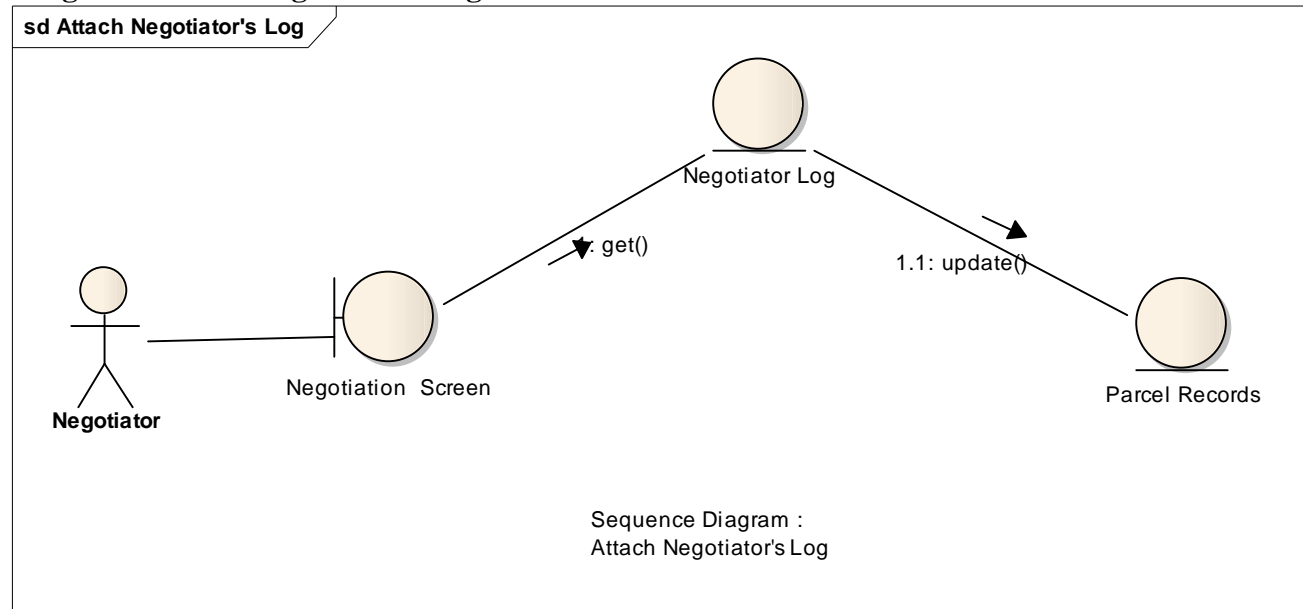 sd Attach Negotiator's Log
Negotiator Log
: get()
1.1: update()
Negotiation Screen
Parcel Records
Negotiator
Sequence Diagram :
Attach Negotiator's Log